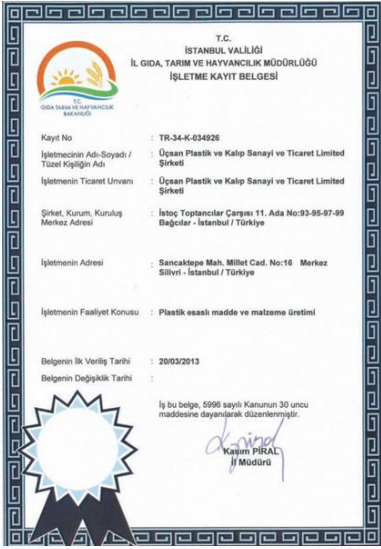 T.C.
İSTANBUL VALİLİĞİ
İL GIDA, TARIM VE HAYVANCILIK MÜDÜRLÜĞÜ
İŞLETME KAYIT BELGESİ
T.C.
GIDA TARIM VE HAYVANCILIK
BAKANLIĞI
Kayıt No : TR-34-K-034926
İşletmecinin Adı-Soyadı / : Üçsan Plastik ve Kalıp Sanayi ve Ticaret Limited
Tüzel Kişiliğin Adı Şirketi
İşletmenin Ticaret Unvanı : Üçsan Plastik ve Kalıp Sanayi ve Ticaret Limited
Şirketi
Şirket, Kurum, Kuruluş : İstoç Toptancılar Çarşısı 11. Ada No:93-95-97-99
Merkez Adresi Bağcılar - İstanbul / Türkiye
İşletmenin Adresi : Sancaktepe Mah. Millet Cad. No:16 Merkez
Silivri - İstanbul / Türkiye
İşletmenin Faaliyet Konusu : Plastik esaslı madde ve malzeme üretimi
Belgenin İlk Veriliş Tarihi : 20/03/2013
Belgenin Değişiklik Tarihi :
İş bu belge, 5996 sayılı Kanunun 30 uncu
maddesine dayanılarak düzenlenmiştir.
Kasım PİRAL
İl Müdürü